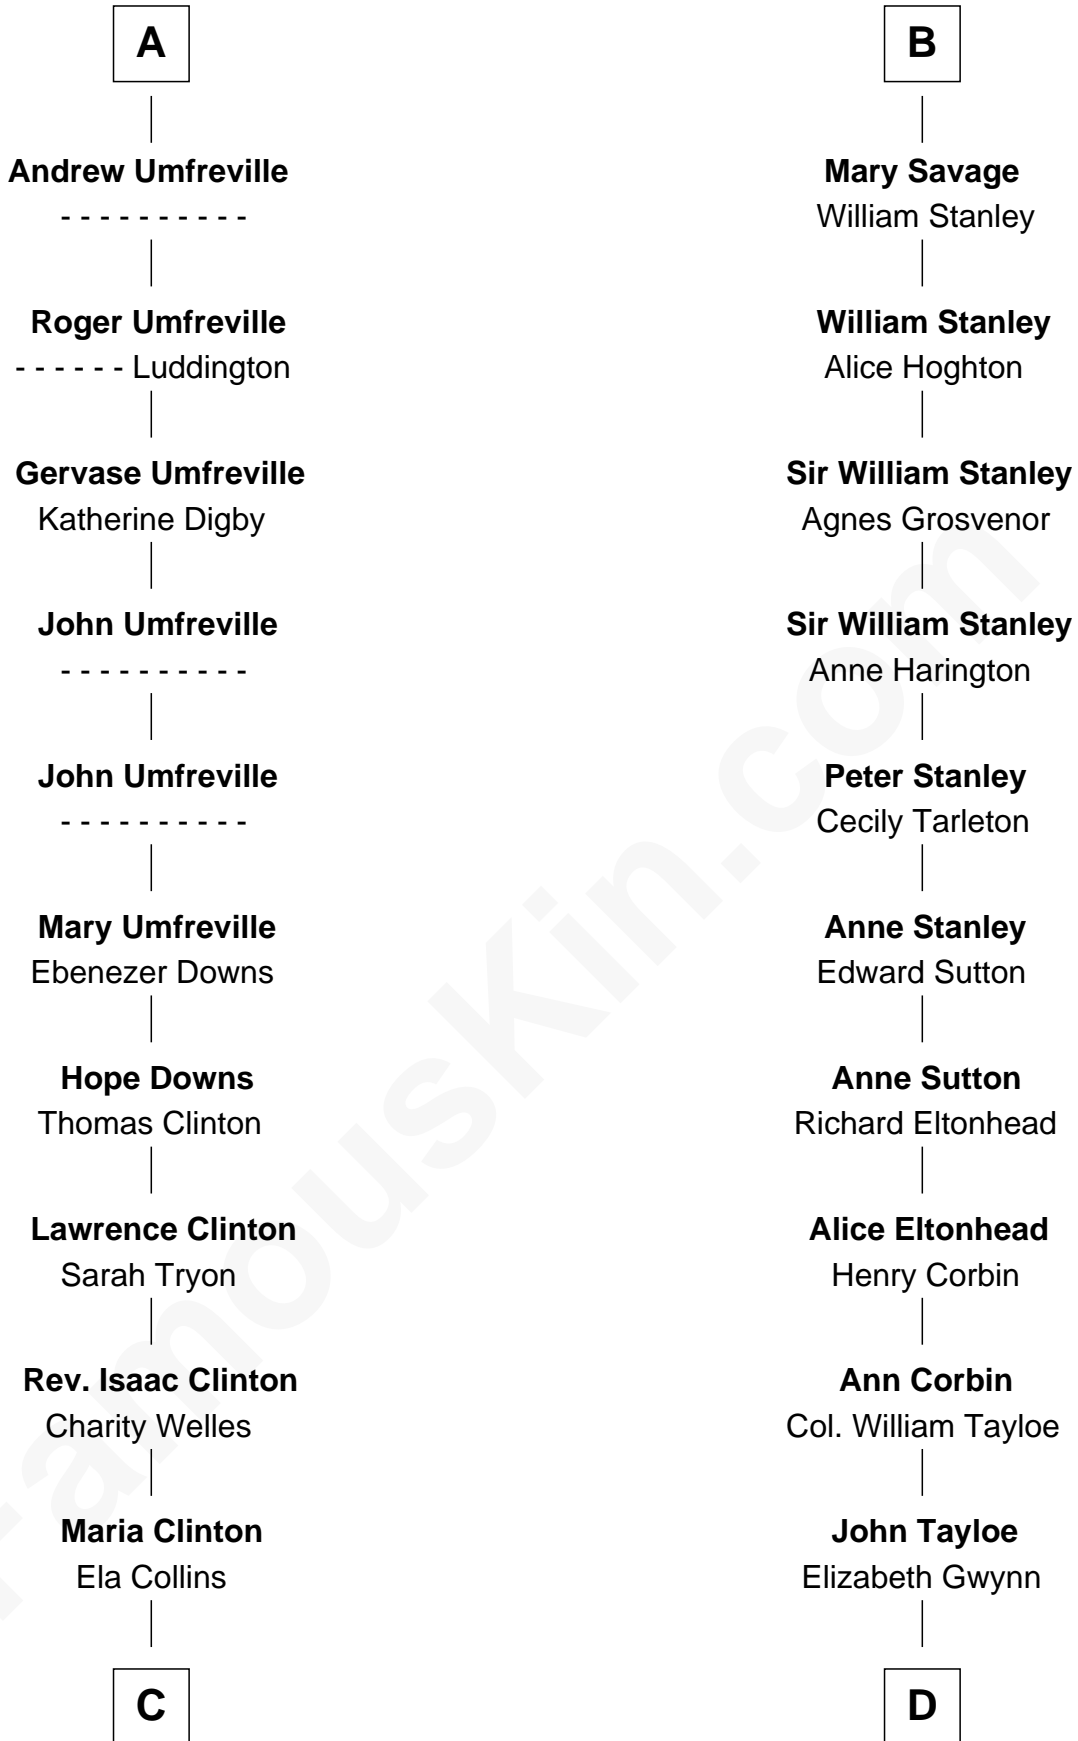 A
Andrew Umfreville
- - - - - - - - - -
Roger Umfreville
- - - - - - Luddington
Gervase Umfreville
Katherine Digby
John Umfreville
- - - - - - - - - -
John Umfreville
- - - - - - - - - -
Mary Umfreville
Ebenezer Downs
Hope Downs
Thomas Clinton
Lawrence Clinton
Sarah Tryon
Rev. Isaac Clinton
Charity Welles
Maria Clinton
Ela Collins
C
B
Mary Savage
William Stanley
William Stanley
Alice Hoghton
Sir William Stanley
Agnes Grosvenor
Sir William Stanley
Anne Harington
Peter Stanley
Cecily Tarleton
Anne Stanley
Edward Sutton
Anne Sutton
Richard Eltonhead
Alice Eltonhead
Henry Corbin
Ann Corbin
Col. William Tayloe
John Tayloe
Elizabeth Gwynn
D
FamousKin.com